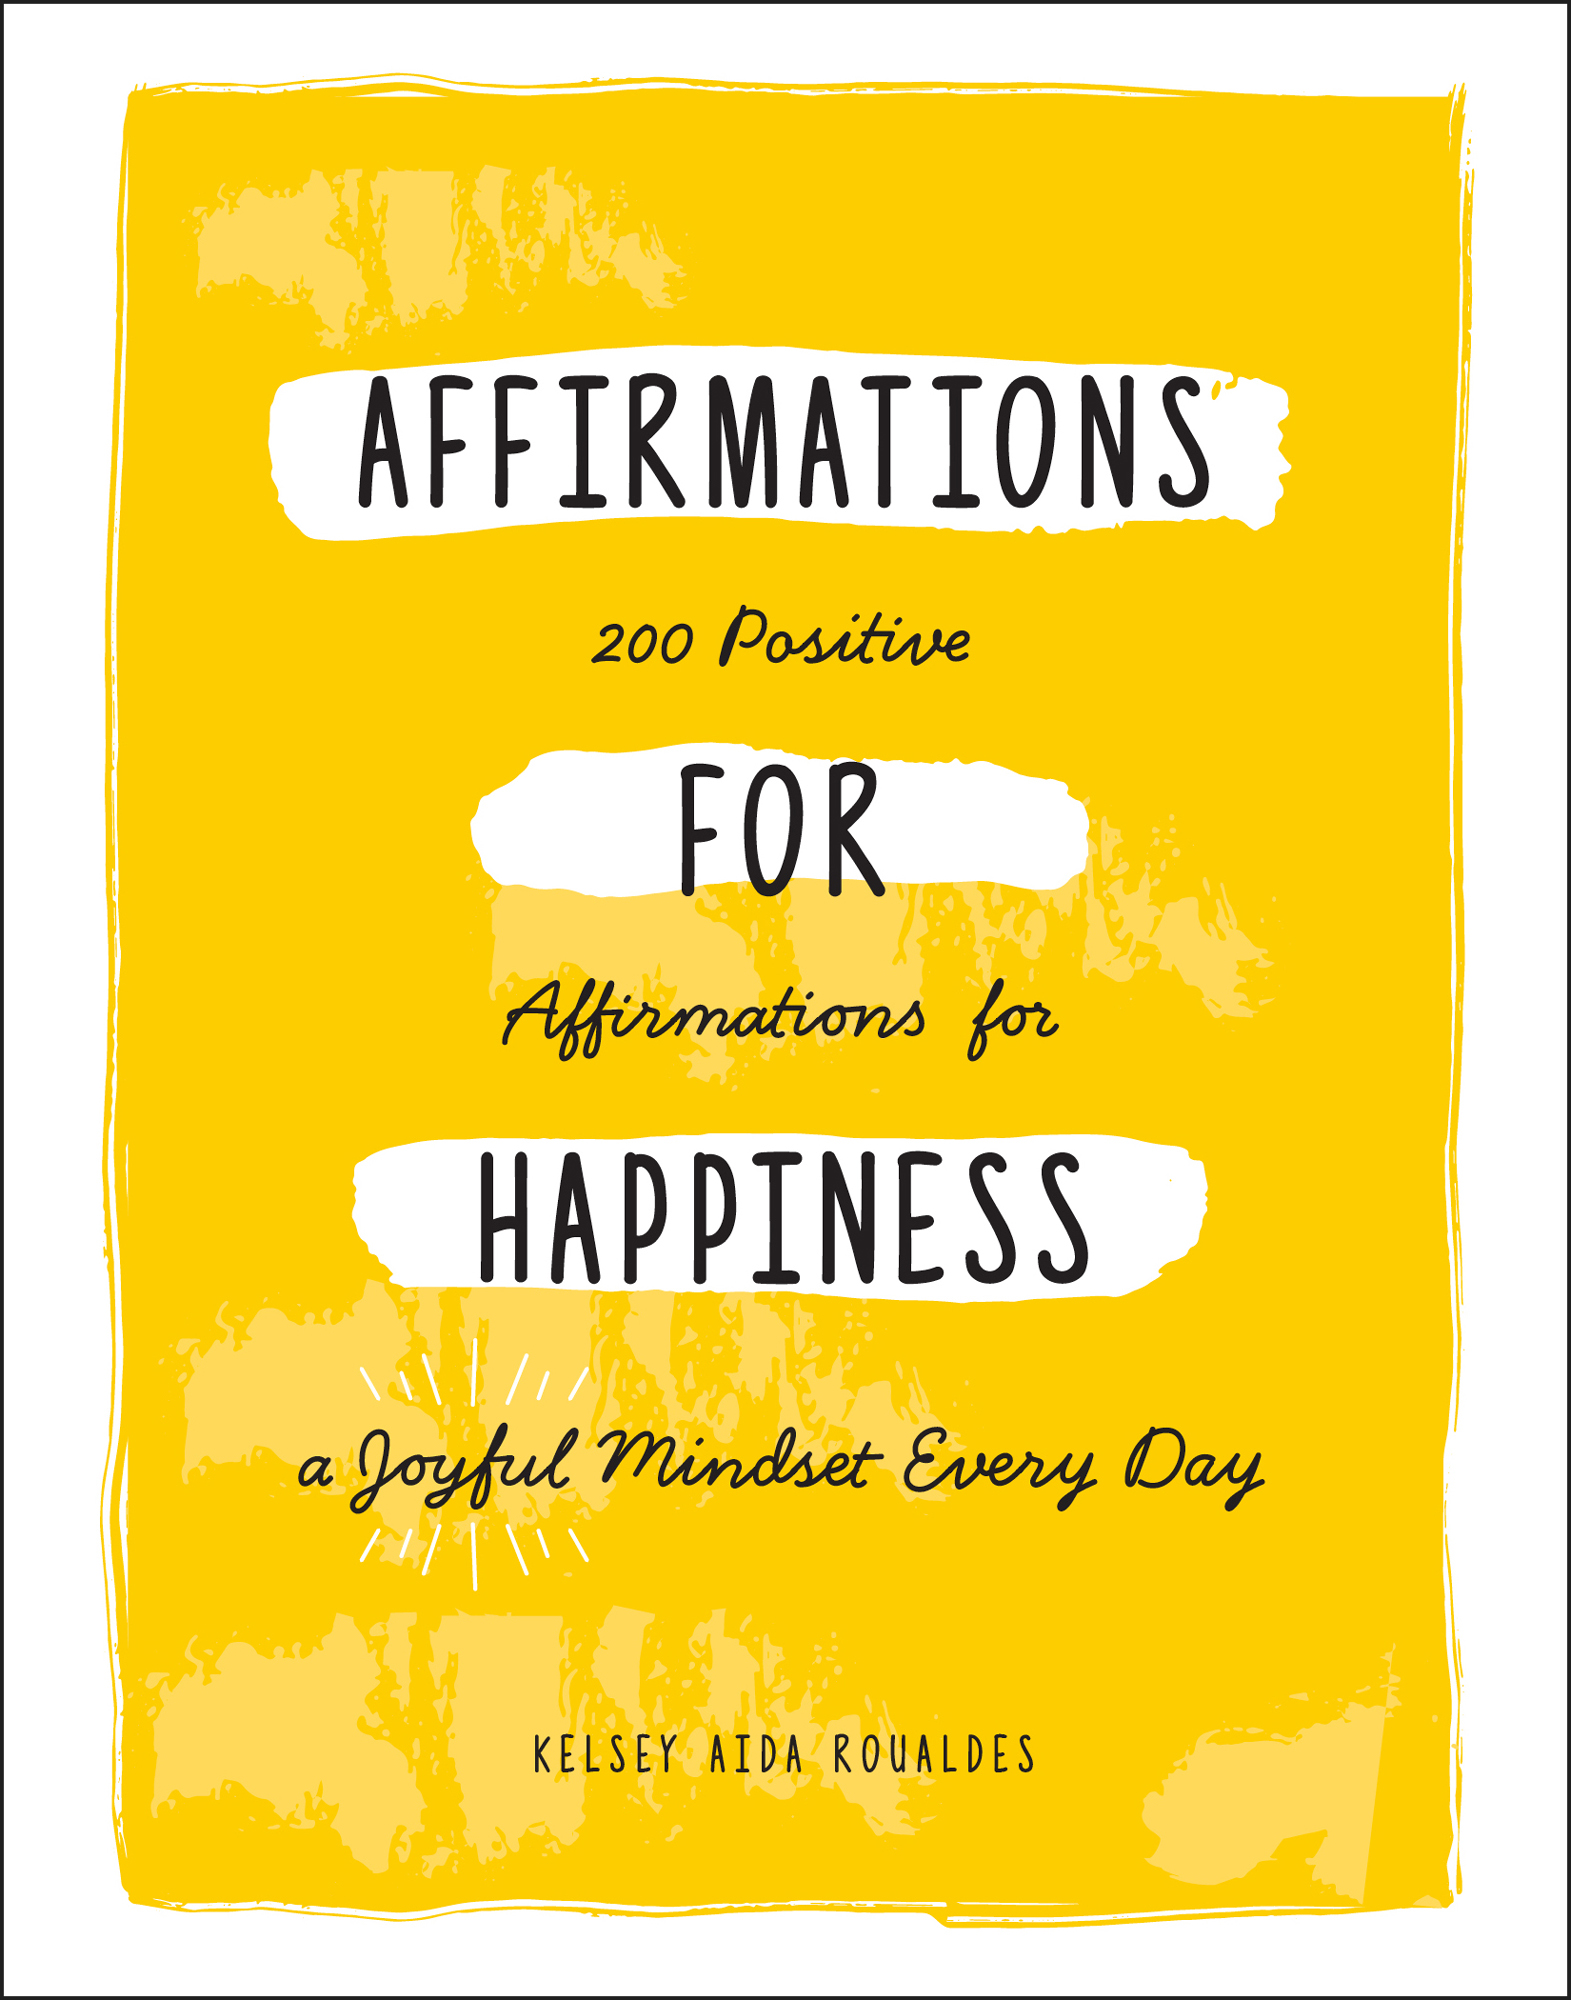 AFFIRMATIONS
200 Positive
FOR
Affirmations for
HAPPINESS
a Joyful Mindset Every Day
KELSEY AIDA ROUALDES